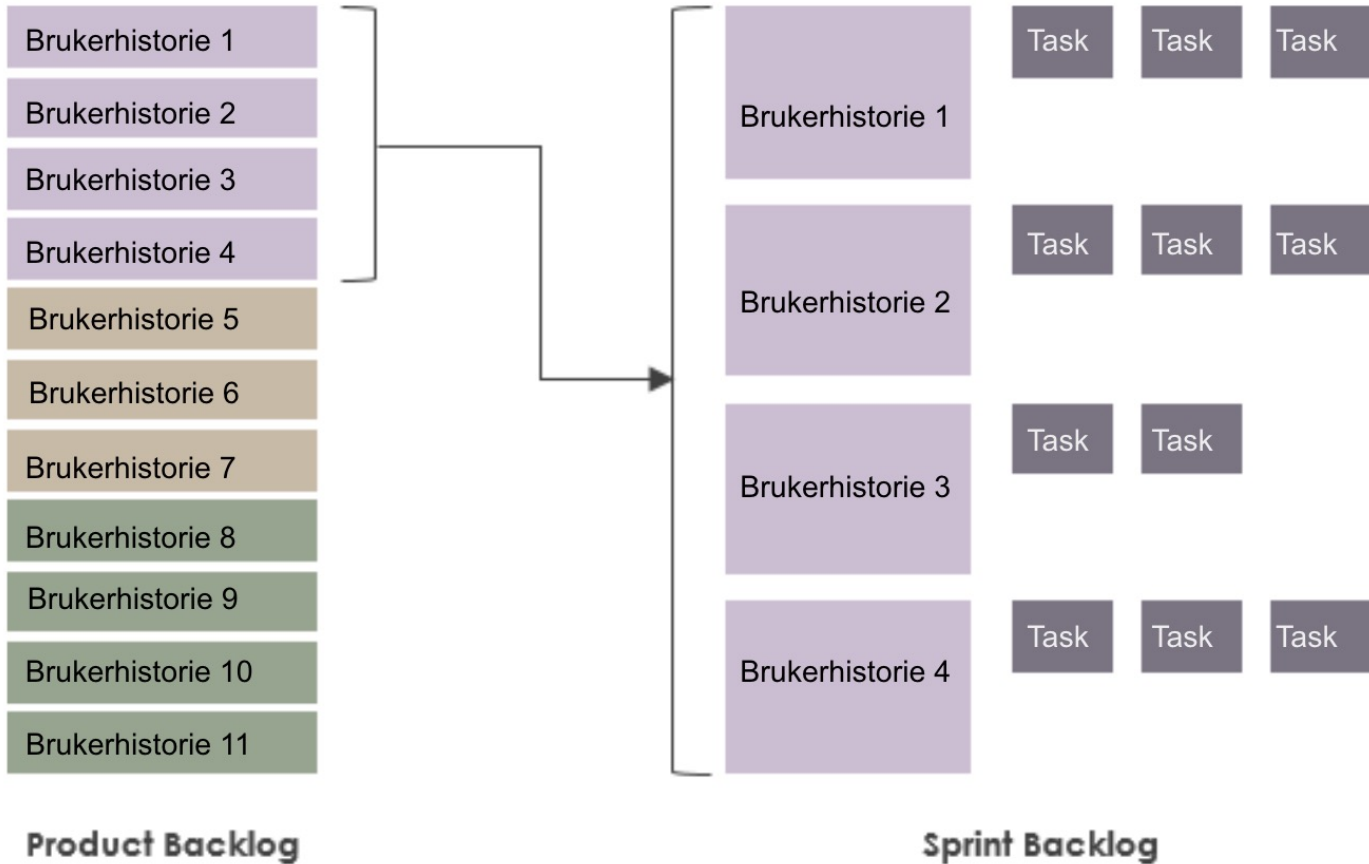 Brukerhistorie 1
Brukerhistorie 2
Brukerhistorie 3
Brukerhistorie 4
Brukerhistorie 5
Brukerhistorie 6
Brukerhistorie 7
Brukerhistorie 8
Brukerhistorie 9
Brukerhistorie 10
Brukerhistorie 11
Product Backlog
Brukerhistorie 1
Task Task Task
Brukerhistorie 2
Task Task Task
Brukerhistorie 3
Task Task
Brukerhistorie 4
Task Task Task
Sprint Backlog